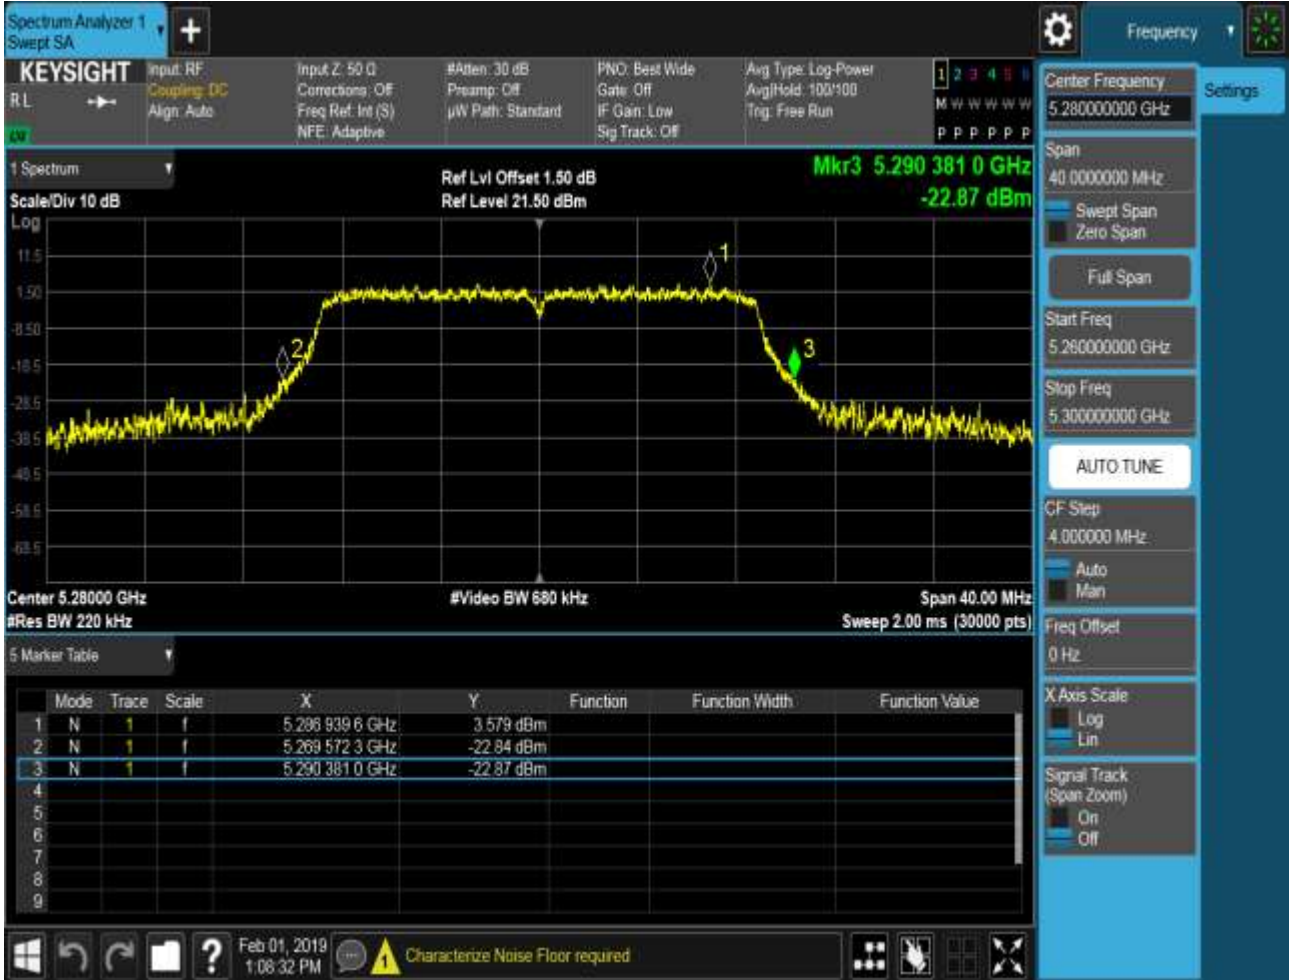 Spectrum Analyzer 1
Swept SA
Frequency
KEYSIGHT
RL
Input: RF
Coupling: DC
Align: Auto
Input Z: 50 Ω
Corrections: Off
Freq Ref: Int (S)
NFE: Adaptive
#Atten: 30 dB
Preamp: Off
µW Path: Standard
PNO: Best Wide
Gate: Off
IF Gain: Low
Sig Track: Off
Avg Type: Log-Power
Avg|Hold: 100/100
Trig: Free Run
1 2 3 4 5 6
M W W W W W
P P P P P P
1 Spectrum
Scale/Div 10 dB
Ref Lvl Offset 1.50 dB
Ref Level 21.50 dBm
Mkr3 5.290 381 0 GHz
-22.87 dBm
Log
11.5
1.50
-8.50
-18.5
-28.5
-38.5
-48.5
-58.5
-68.5
1
2
3
Center 5.28000 GHz
#Res BW 220 kHz
#Video BW 680 kHz
Span 40.00 MHz
Sweep 2.00 ms (30000 pts)
5 Marker Table
Mode Trace Scale X Y Function Function Width Function Value
1 N 1 f 5.286 939 6 GHz 3.579 dBm
2 N 1 f 5.269 572 3 GHz -22.84 dBm
3 N 1 f 5.290 381 0 GHz -22.87 dBm
4
5
6
7
8
9
Center Frequency
5.280000000 GHz
Settings
Span
40.0000000 MHz
Swept Span
Zero Span
Full Span
Start Freq
5.260000000 GHz
Stop Freq
5.300000000 GHz
AUTO TUNE
CF Step
4.000000 MHz
Auto
Man
Freq Offset
0 Hz
X Axis Scale
Log
Lin
Signal Track
(Span Zoom)
On
Off
?
Feb 01, 2019
1:08:32 PM
1
Characterize Noise Floor required